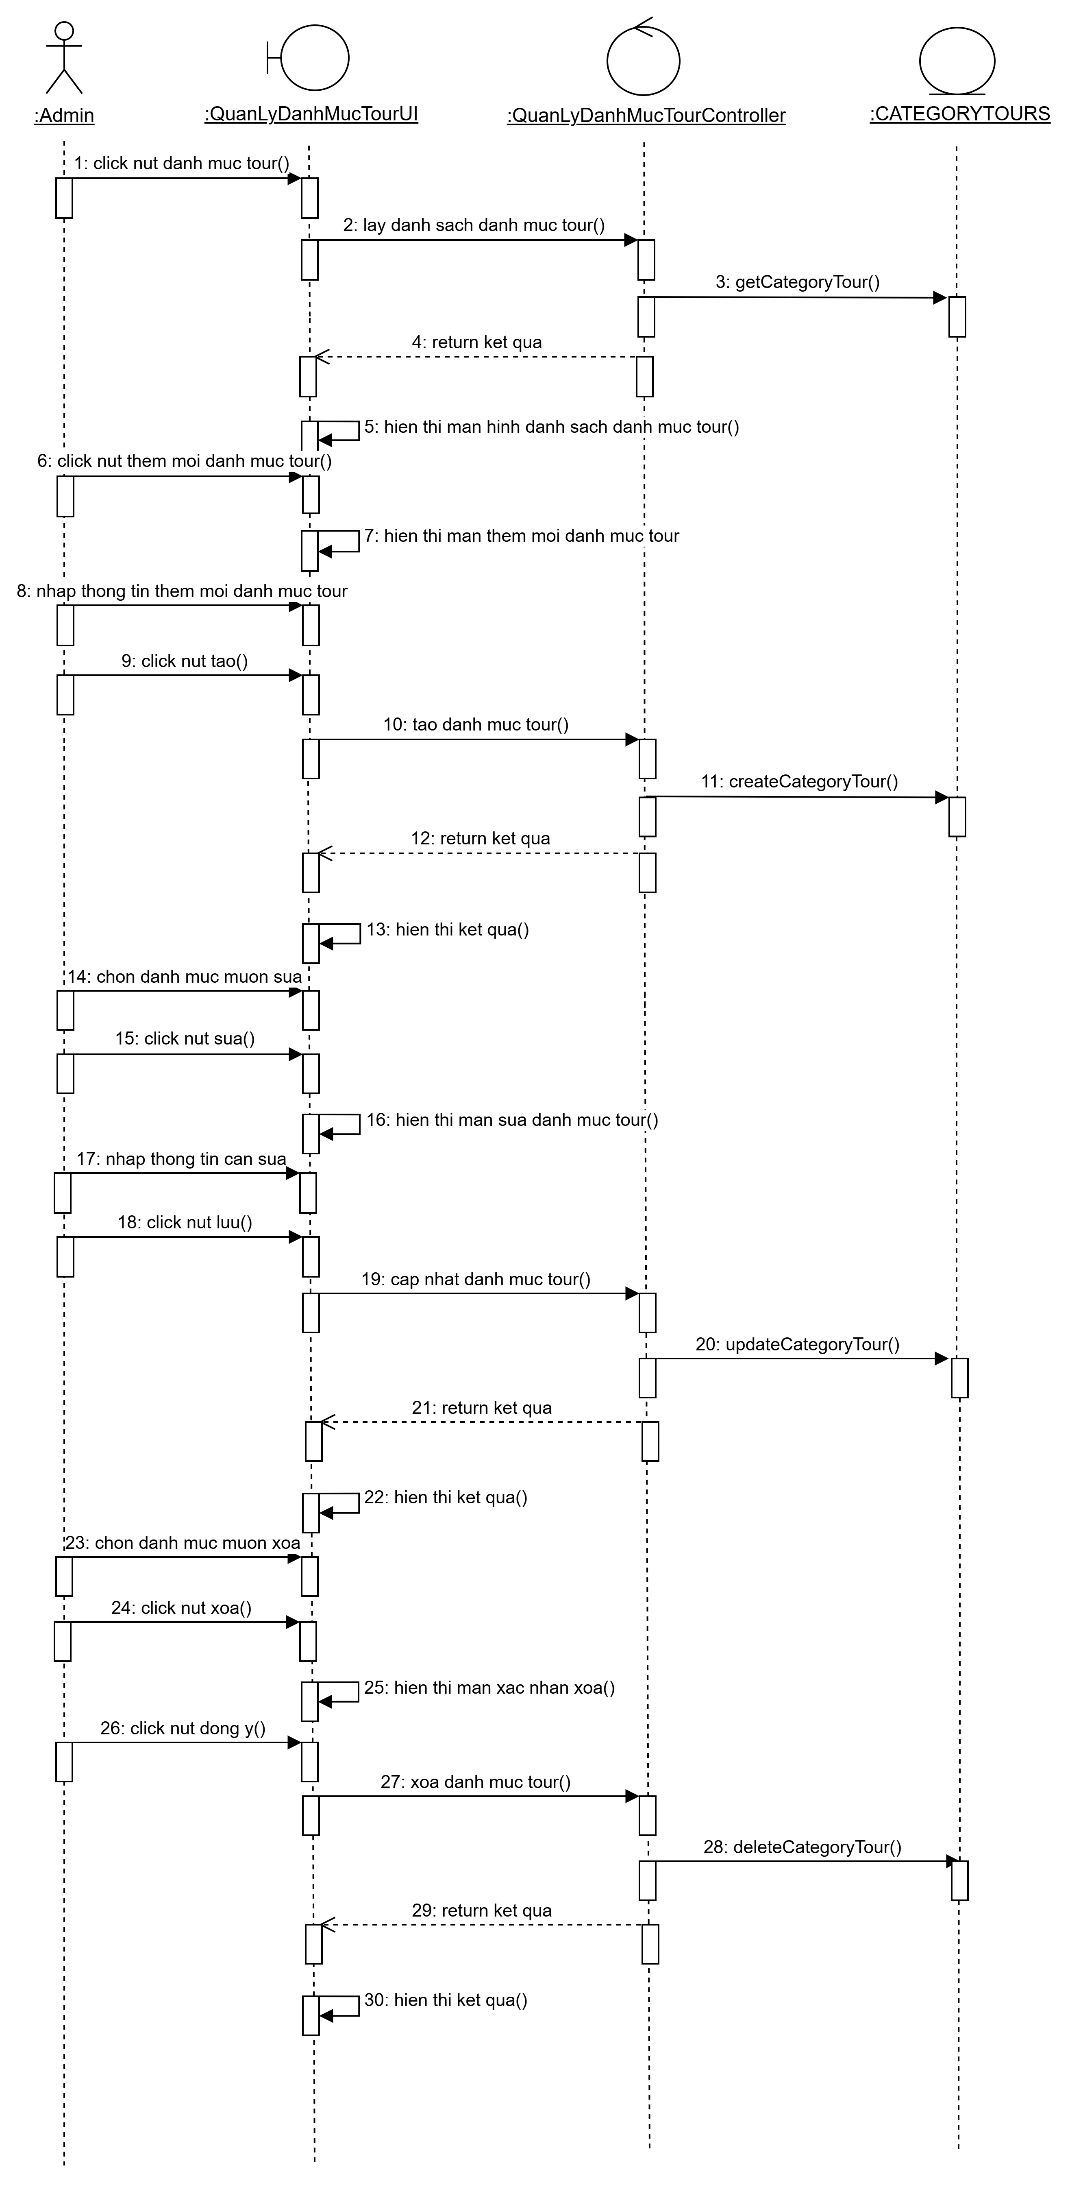 :Admin
:QuanLyDanhMucTourUI
:QuanLyDanhMucTourController
:CATEGORYTOURS
1: click nut danh muc tour()
2: lay danh sach danh muc tour()
3: getCategoryTour()
4: return ket qua
5: hien thi man hinh danh sach danh muc tour()
6: click nut them moi danh muc tour()
7: hien thi man them moi danh muc tour
8: nhap thong tin them moi danh muc tour
9: click nut tao()
10: tao danh muc tour()
11: createCategoryTour()
12: return ket qua
13: hien thi ket qua()
14: chon danh muc muon sua
15: click nut sua()
16: hien thi man sua danh muc tour()
17: nhap thong tin can sua
18: click nut luu()
19: cap nhat danh muc tour()
20: updateCategoryTour()
21: return ket qua
22: hien thi ket qua()
23: chon danh muc muon xoa
24: click nut xoa()
25: hien thi man xac nhan xoa()
26: click nut dong y()
27: xoa danh muc tour()
28: deleteCategoryTour()
29: return ket qua
30: hien thi ket qua()